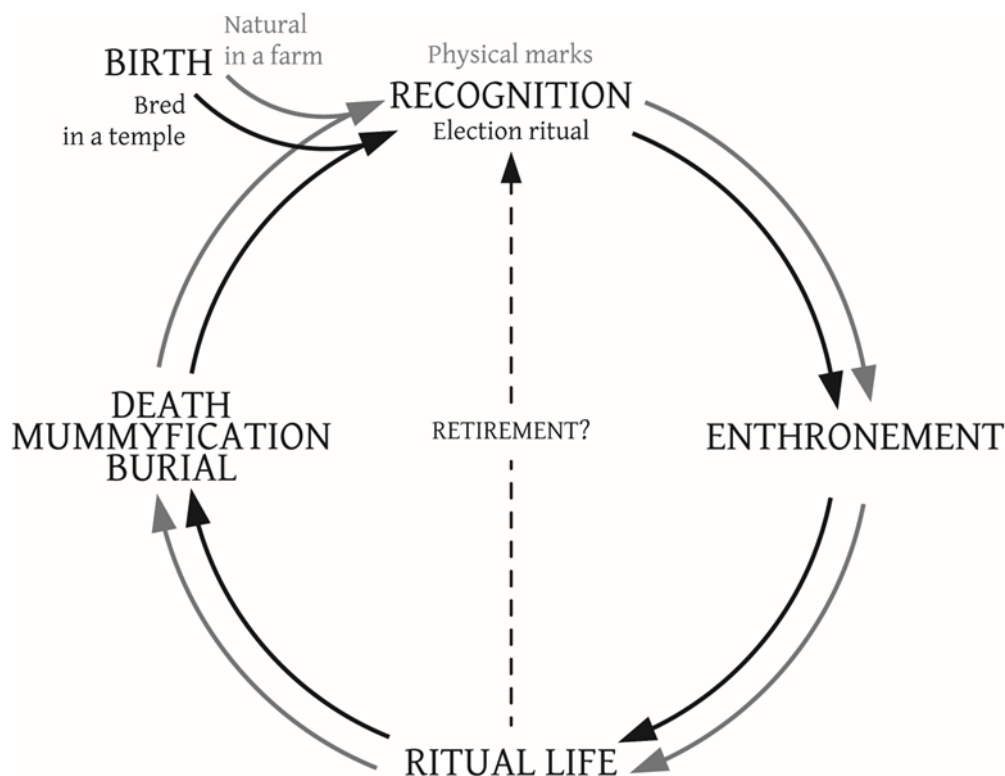 Natural
in a farm
BIRTH
Bred
in a temple
Physical marks
RECOGNITION
Election ritual
DEATH
MUMMYFICATION
BURIAL
RETIREMENT?
ENTHRONEMENT
RITUAL LIFE